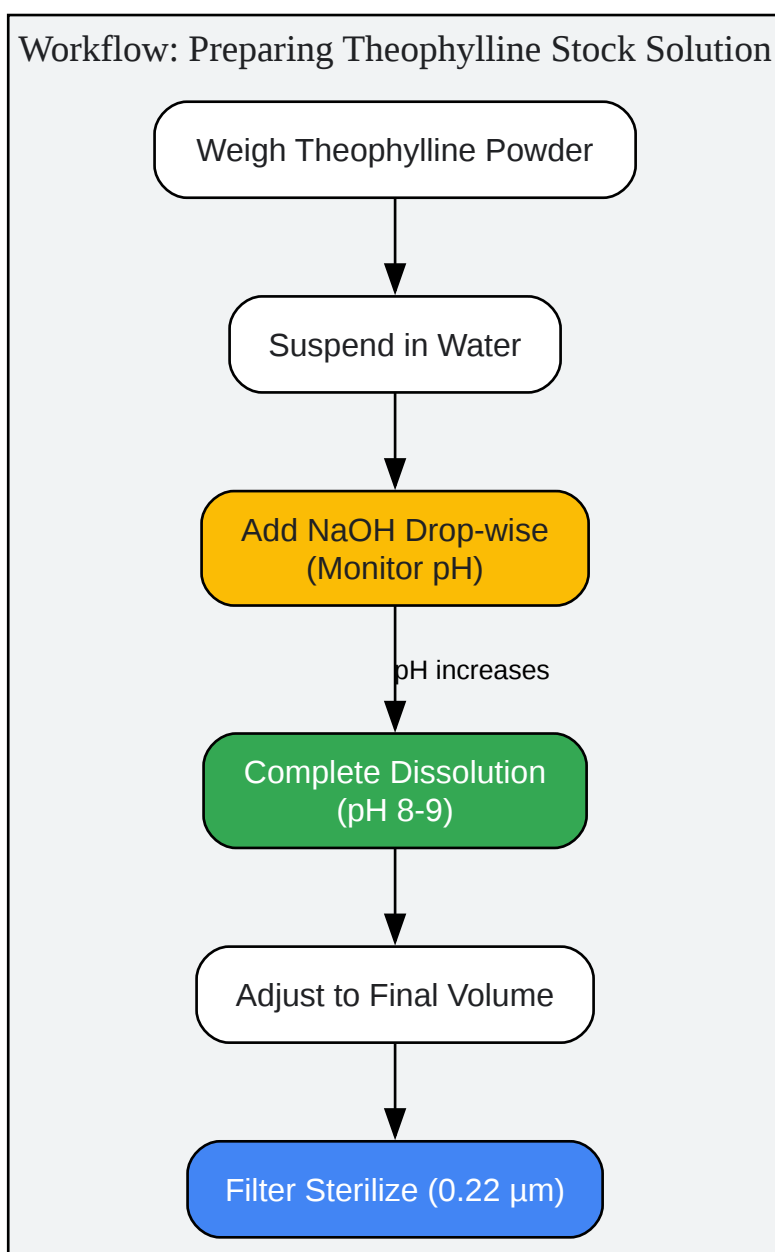 Workflow: Preparing Theophylline Stock Solution
Weigh Theophylline Powder
Suspend in Water
Add NaOH Drop-wise
(Monitor pH)
pH increases
Complete Dissolution
(pH 8-9)
Adjust to Final Volume
Filter Sterilize (0.22 µm)